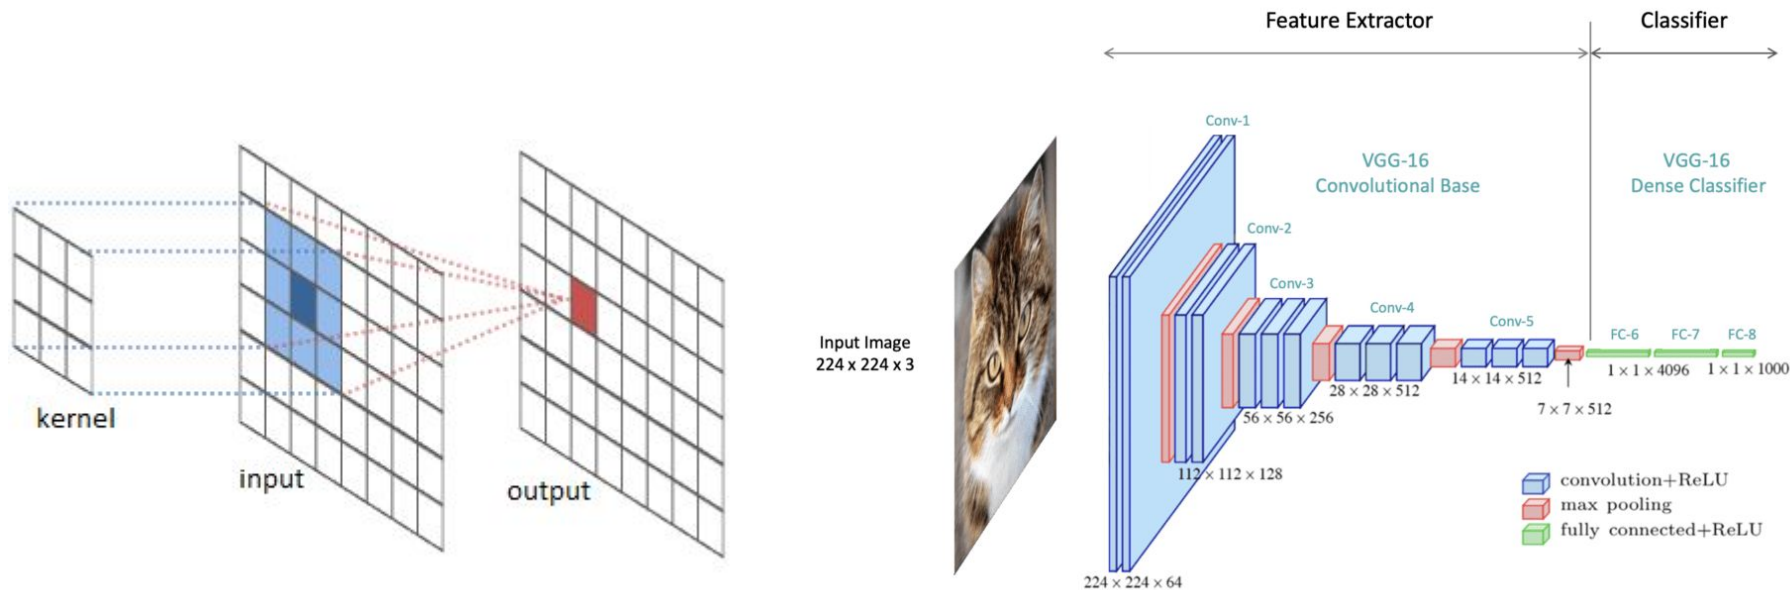 kernel
input
output
Input Image
224 x 224 x 3
Feature Extractor
Classifier
Conv-1
VGG-16
Convolutional Base
VGG-16
Dense Classifier
Conv-2
Conv-3
Conv-4
Conv-5
FC-6
FC-7
FC-8
1 × 1 × 4096
1 × 1 × 1000
14 × 14 × 512
28 × 28 × 512
7 × 7 × 512
56 × 56 × 256
112 × 112 × 128
224 × 224 × 64
convolution+ReLU
max pooling
fully connected+ReLU